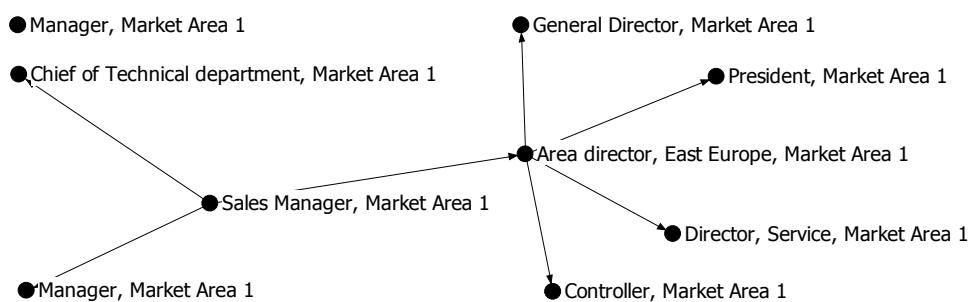 Manager, Market Area 1
General Director, Market Area 1
Chief of Technical department, Market Area 1
President, Market Area 1
Area director, East Europe, Market Area 1
Sales Manager, Market Area 1
Director, Service, Market Area 1
Manager, Market Area 1
Controller, Market Area 1